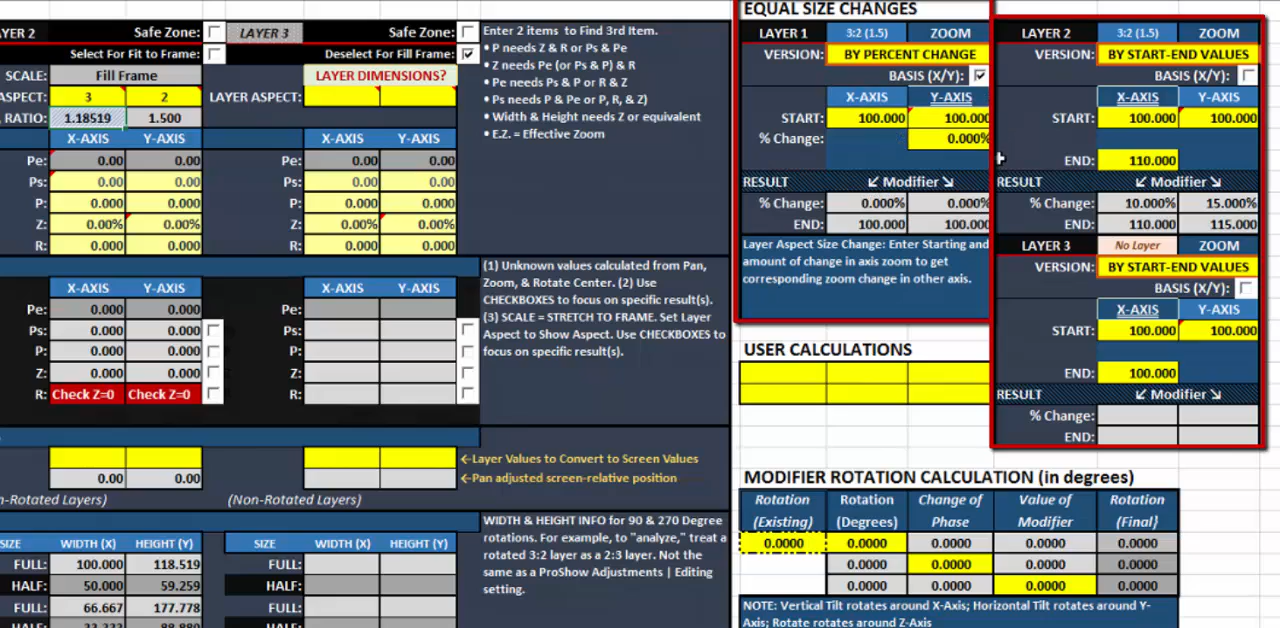 AYER 2 Safe Zone: LAYER 3 Safe Zone:
Select For Fit to Frame: Deselect For Fill Frame:
SCALE: Fill Frame LAYER DIMENSIONS?
ASPECT: 3 2 LAYER ASPECT:
RATIO: 1.18519 1.500
X-AXIS Y-AXIS X-AXIS Y-AXIS
Pe: 0.00 0.00 Pe: 0.00 0.00
Ps: 0.00 0.00 Ps: 0.00 0.00
P: 0.00 0.00 P: 0.000 0.000
Z: 0.00% 0.00% Z: 0.00% 0.00%
R: 0.000 0.000 R: 0.000 0.000
Enter 2 items to Find 3rd Item.
• P needs Z & R or Ps & Pe
• Z needs Pe (or Ps & P) & R
• Pe needs Ps & P or R & Z
• Ps needs P & Pe or P, R, & Z)
• Width & Height needs Z or equivalent
• E.Z. = Effective Zoom
X-AXIS Y-AXIS X-AXIS Y-AXIS
Pe: 0.000 0.000 Pe:
Ps: 0.000 0.000 Ps:
P: 0.000 0.000 P:
Z: 0.000 0.000 Z:
R: Check Z=0 Check Z=0 R:
(1) Unknown values calculated from Pan,
Zoom, & Rotate Center. (2) Use
CHECKBOXES to focus on specific result(s).
(3) SCALE = STRETCH TO FRAME. Set Layer
Aspect to Show Aspect. Use CHECKBOXES to
focus on specific result(s).
←Layer Values to Convert to Screen Values
0.00 0.00 ←Pan adjusted screen-relative position
n-Rotated Layers) (Non-Rotated Layers)
SIZE WIDTH (X) HEIGHT (Y) SIZE WIDTH (X) HEIGHT (Y)
FULL: 100.000 118.519 FULL:
HALF: 50.000 59.259 HALF:
FULL: 66.667 177.778 FULL:
HALF: 33.333 88.889 HALF:
WIDTH & HEIGHT INFO for 90 & 270 Degree
rotations. For example, to "analyze," treat a
rotated 3:2 layer as a 2:3 layer. Not the
same as a ProShow Adjustments | Editing
setting.
EQUAL SIZE CHANGES
LAYER 1 3:2 (1.5) ZOOM
VERSION: BY PERCENT CHANGE
BASIS (X/Y):
X-AXIS Y-AXIS
START: 100.000 100.000
% Change: 0.000%
RESULT ↙ Modifier ↘
% Change: 0.000% 0.000%
END: 100.000 100.000
Layer Aspect Size Change: Enter Starting and
amount of change in axis zoom to get
corresponding zoom change in other axis.
LAYER 2 3:2 (1.5) ZOOM
VERSION: BY START-END VALUES
BASIS (X/Y):
X-AXIS Y-AXIS
START: 100.000 100.000
END: 110.000
RESULT ↙ Modifier ↘
% Change: 10.000% 15.000%
END: 110.000 115.000
LAYER 3 No Layer ZOOM
VERSION: BY START-END VALUES
BASIS (X/Y):
X-AXIS Y-AXIS
START: 100.000 100.000
END: 100.000
RESULT ↙ Modifier ↘
% Change:
END:
USER CALCULATIONS
MODIFIER ROTATION CALCULATION (in degrees)
Rotation Rotation Change of Value of Rotation
(Existing) (Degrees) Phase Modifier (Final}
0.0000 0.0000 0.0000 0.0000 0.0000
0.0000 0.0000 0.0000 0.0000
0.0000 0.0000 0.0000 0.0000
NOTE: Vertical Tilt rotates around X-Axis; Horizontal Tilt rotates around Y-
Axis; Rotate rotates around Z-Axis